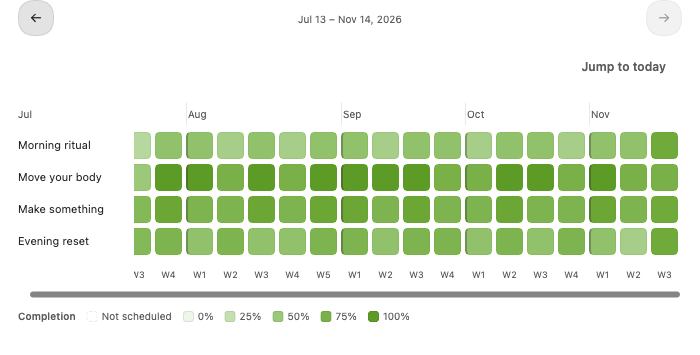 Jul 13 – Nov 14, 2026
Jump to today
Jul Aug Sep Oct Nov
Morning ritual
Move your body
Make something
Evening reset
W3 W4 W1 W2 W3 W4 W5 W1 W2 W3 W4 W1 W2 W3 W4 W1 W2 W3
Completion Not scheduled 0% 25% 50% 75% 100%